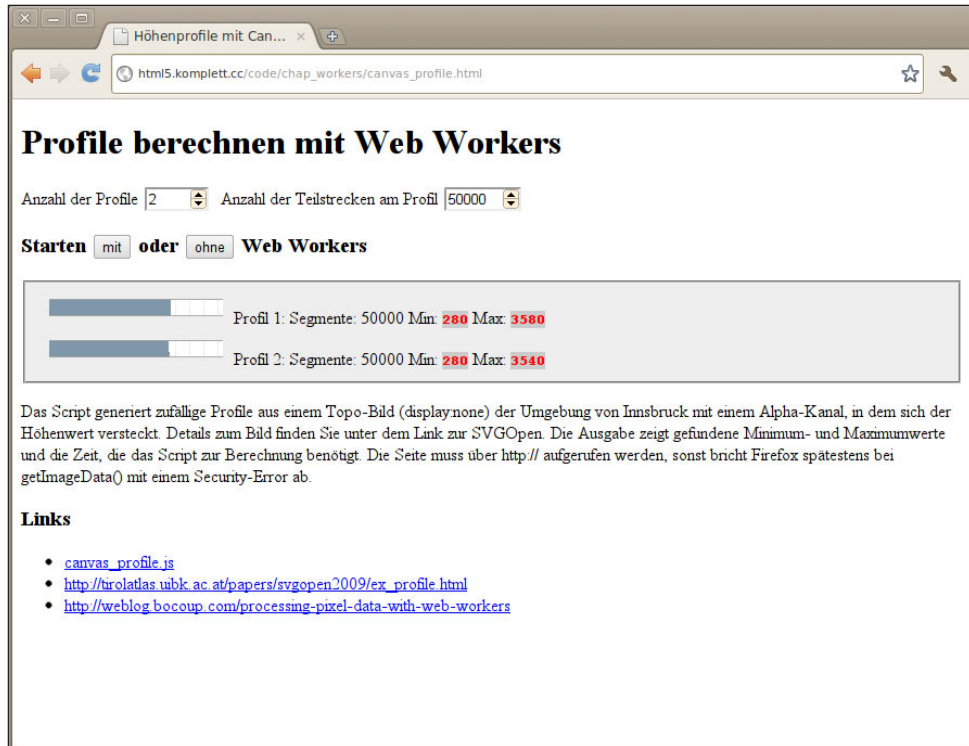 Höhenprofile mit Can...
html5.komplett.cc/code/chap_workers/canvas_profile.html
Profile berechnen mit Web Workers
Anzahl der Profile 2 Anzahl der Teilstrecken am Profil 50000
Starten mit oder ohne Web Workers
Profil 1: Segmente: 50000 Min: 280 Max: 3580
Profil 2: Segmente: 50000 Min: 280 Max: 3540
Das Script generiert zufällige Profile aus einem Topo-Bild (display:none) der Umgebung von Innsbruck mit einem Alpha-Kanal, in dem sich der
Höhenwert versteckt. Details zum Bild finden Sie unter dem Link zur SVGOpen. Die Ausgabe zeigt gefundene Minimum- und Maximumwerte
und die Zeit, die das Script zur Berechnung benötigt. Die Seite muss über http:// aufgerufen werden, sonst bricht Firefox spätestens bei
getImageData() mit einem Security-Error ab.
Links
canvas_profile.js
http://tirolatlas.uibk.ac.at/papers/svgopen2009/ex_profile.html
http://weblog.bocoup.com/processing-pixel-data-with-web-workers